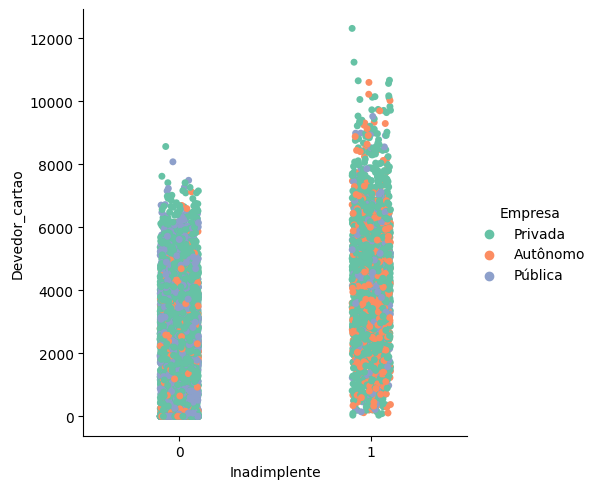 12000
10000
8000
6000
4000
2000
0
Devedor_cartao
0
1
Inadimplente
Empresa
Privada
Autônomo
Pública